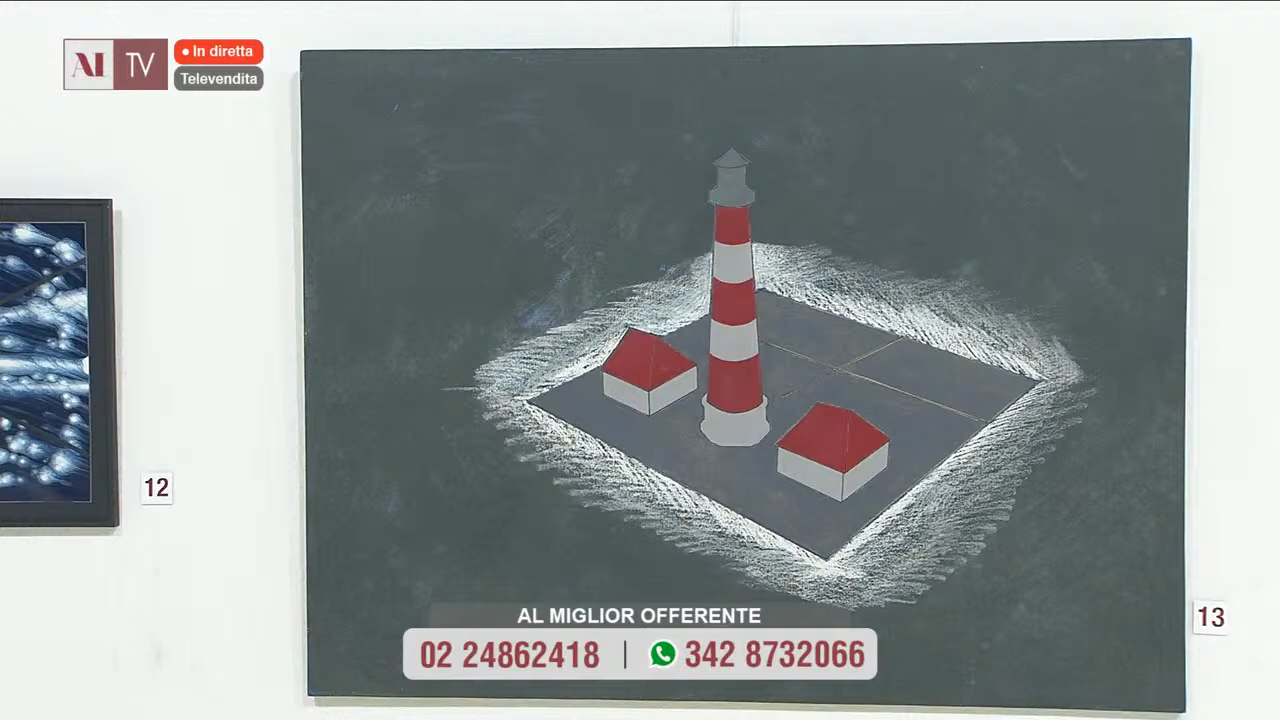 AI TV
In diretta
Televendita
12
13
AL MIGLIOR OFFERENTE
02 24862418 | 342 8732066